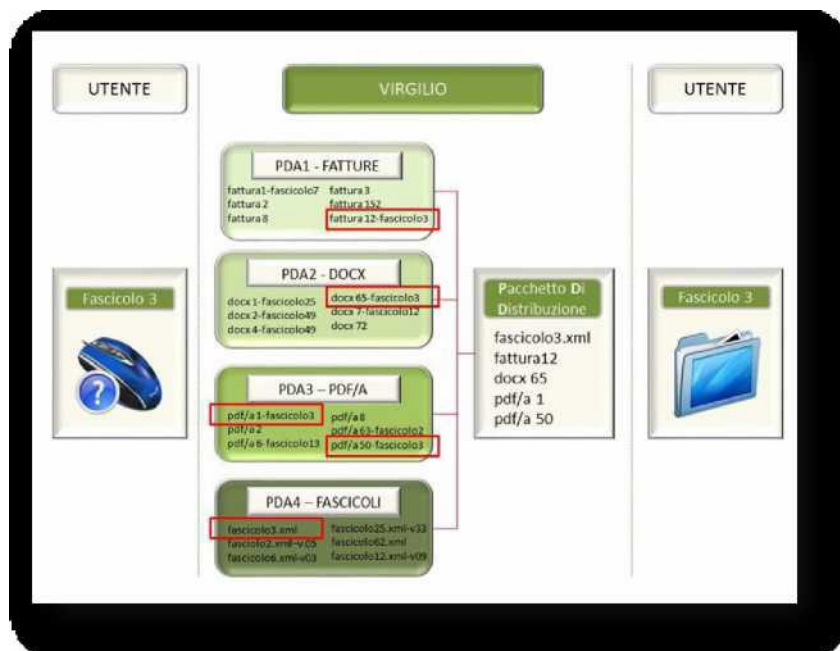 UTENTE
VIRGILIO
UTENTE
Fascicolo 3
PDA1 - FATTURE
fattura1-fascicolo7 fattura 3
fattura 2 fattura 152
fattura 8 fattura 12-fascicolo3
PDA2 - DOCX
docx 1-fascicolo25 docx 65-fascicolo3
docx 2-fascicolo49 docx 7-fascicolo12
docx 4-fascicolo49 docx 72
PDA3 – PDF/A
pdf/a 1-fascicolo3 pdf/a 8
pdf/a 2 pdf/a 63-fascicolo2
pdf/a 6- fascicolo13 pdf/a 50-fascicolo3
PDA4 – FASCICOLI
fascicolo3.xml fascicolo25.xml-v33
fasciolo2.xml-v.05 fascicolo62.xml
fascicolo6.xml-v03 fascicolo12.xml-v09
Pacchetto Di
Distribuzione
fascicolo3.xml
fattura12
docx 65
pdf/a 1
pdf/a 50
Fascicolo 3